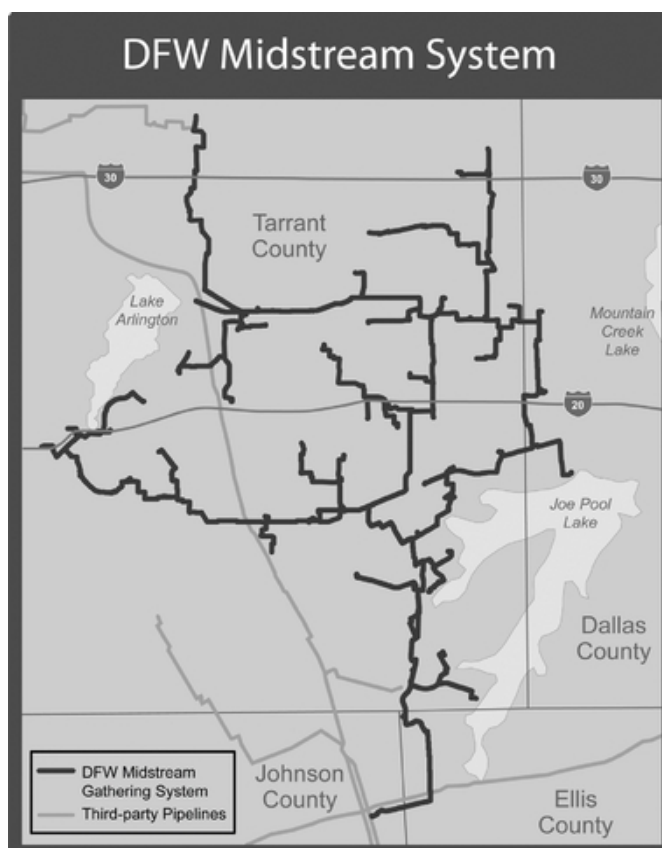 DFW Midstream System
30
30
Tarrant
County
Lake
Arlington
Mountain
Creek
Lake
20
Joe Pool
Lake
Dallas
County
DFW Midstream
Gathering System
Third-party Pipelines
Johnson
County
Ellis
County